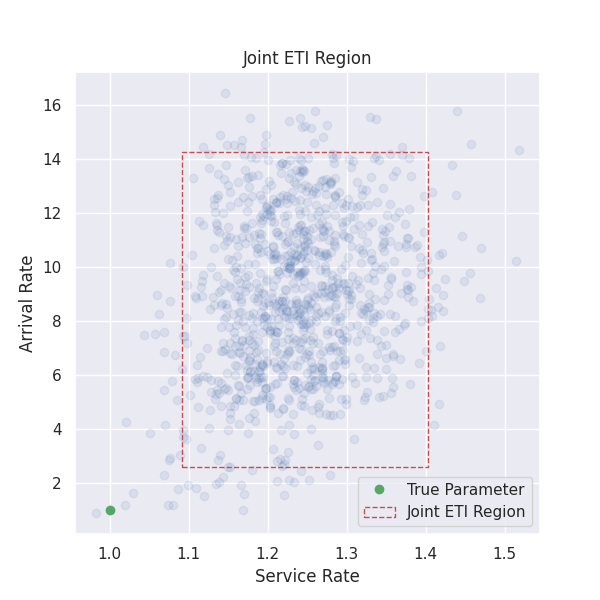 Joint ETI Region
16
14
12
10
8
6
4
2
Arrival Rate
True Parameter
Joint ETI Region
1.0 1.1 1.2 1.3 1.4 1.5
Service Rate